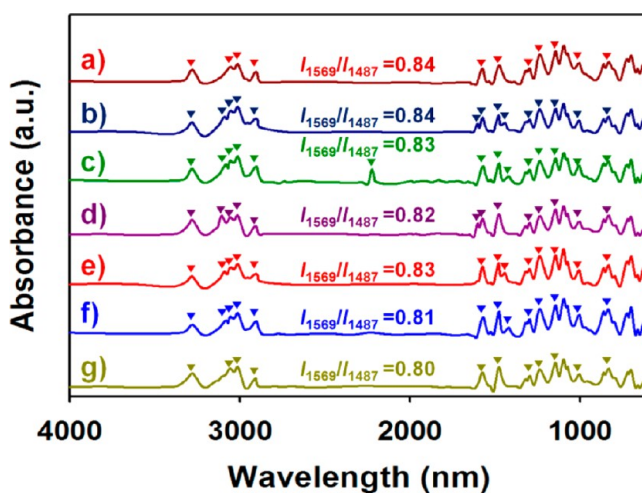 Absorbance (a.u.)
a) I1569/I1487=0.84
b) I1569/I1487=0.84
c) I1569/I1487=0.83
d) I1569/I1487=0.82
e) I1569/I1487=0.83
f) I1569/I1487=0.81
g) I1569/I1487=0.80
4000 3000 2000 1000
Wavelength (nm)